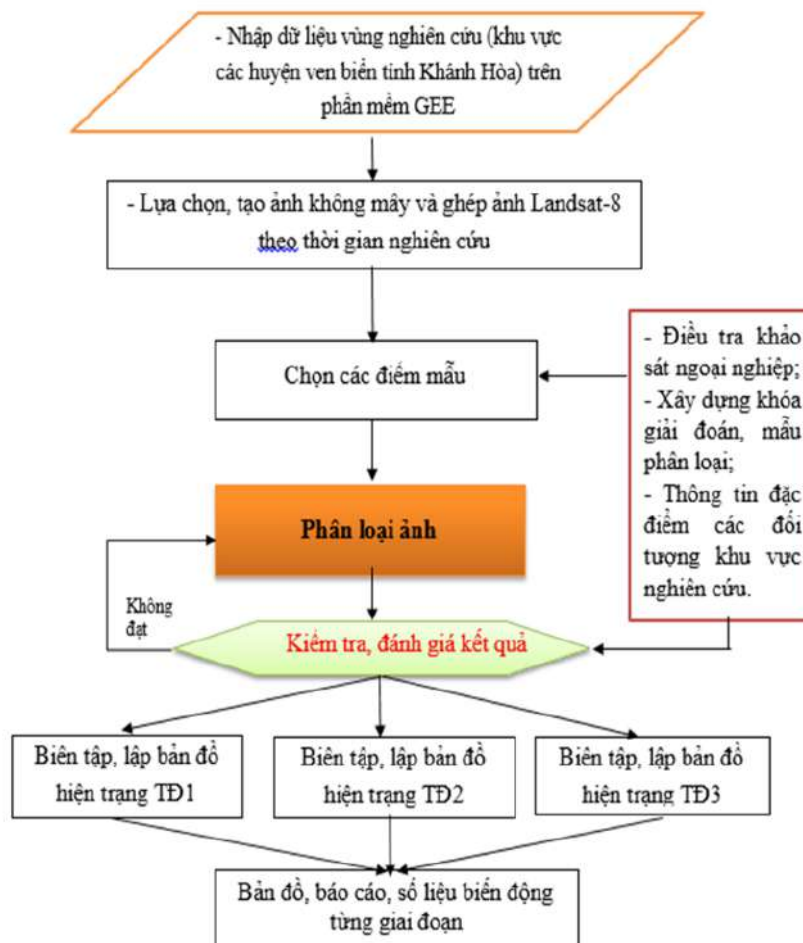 - Nhập dữ liệu vùng nghiên cứu (khu vực
các huyện ven biển tỉnh Khánh Hòa) trên
phần mềm GEE
- Lựa chọn, tạo ảnh không mây và ghép ảnh Landsat-8
theo thời gian nghiên cứu
Chọn các điểm mẫu
- Điều tra khảo
sát ngoại nghiệp;
- Xây dựng khóa
giải đoán, mẫu
phân loại;
- Thông tin đặc
điểm các đối
tượng khu vực
nghiên cứu.
Phân loại ảnh
Không
đạt
Kiểm tra, đánh giá kết quả
Biên tập, lập bản đồ
hiện trạng TĐ1
Biên tập, lập bản đồ
hiện trạng TĐ2
Biên tập, lập bản đồ
hiện trạng TĐ3
Bản đồ, báo cáo, số liệu biến động
từng giai đoạn